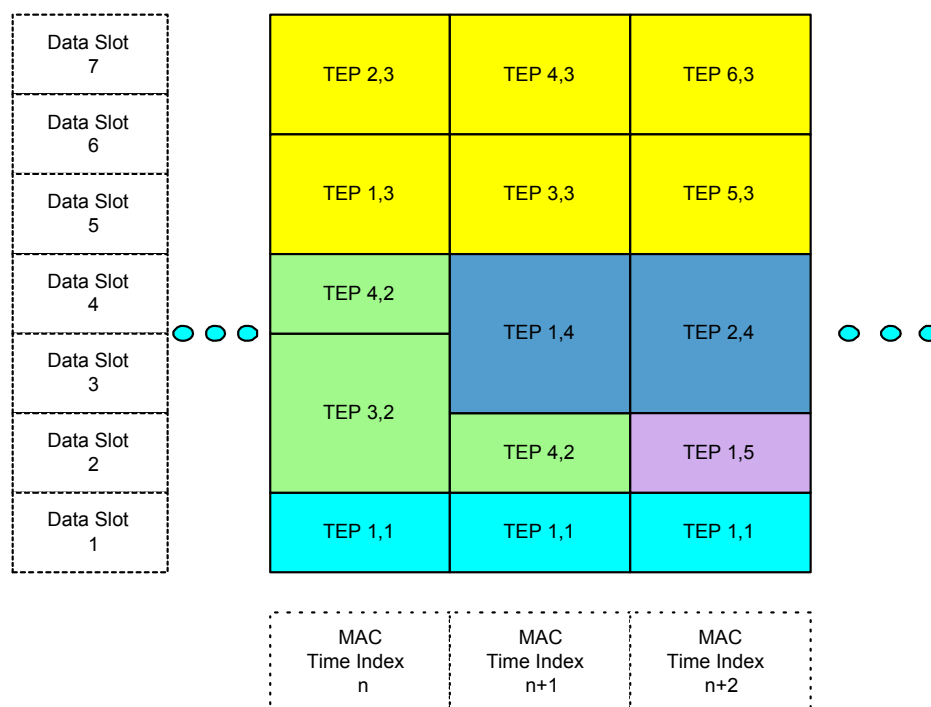 Data Slot
7
Data Slot
6
Data Slot
5
Data Slot
4
Data Slot
3
Data Slot
2
Data Slot
1
TEP 2,3
TEP 4,3
TEP 6,3
TEP 1,3
TEP 3,3
TEP 5,3
TEP 4,2
TEP 1,4
TEP 2,4
TEP 3,2
TEP 4,2
TEP 1,5
TEP 1,1
TEP 1,1
TEP 1,1
MAC
Time Index
n
MAC
Time Index
n+1
MAC
Time Index
n+2